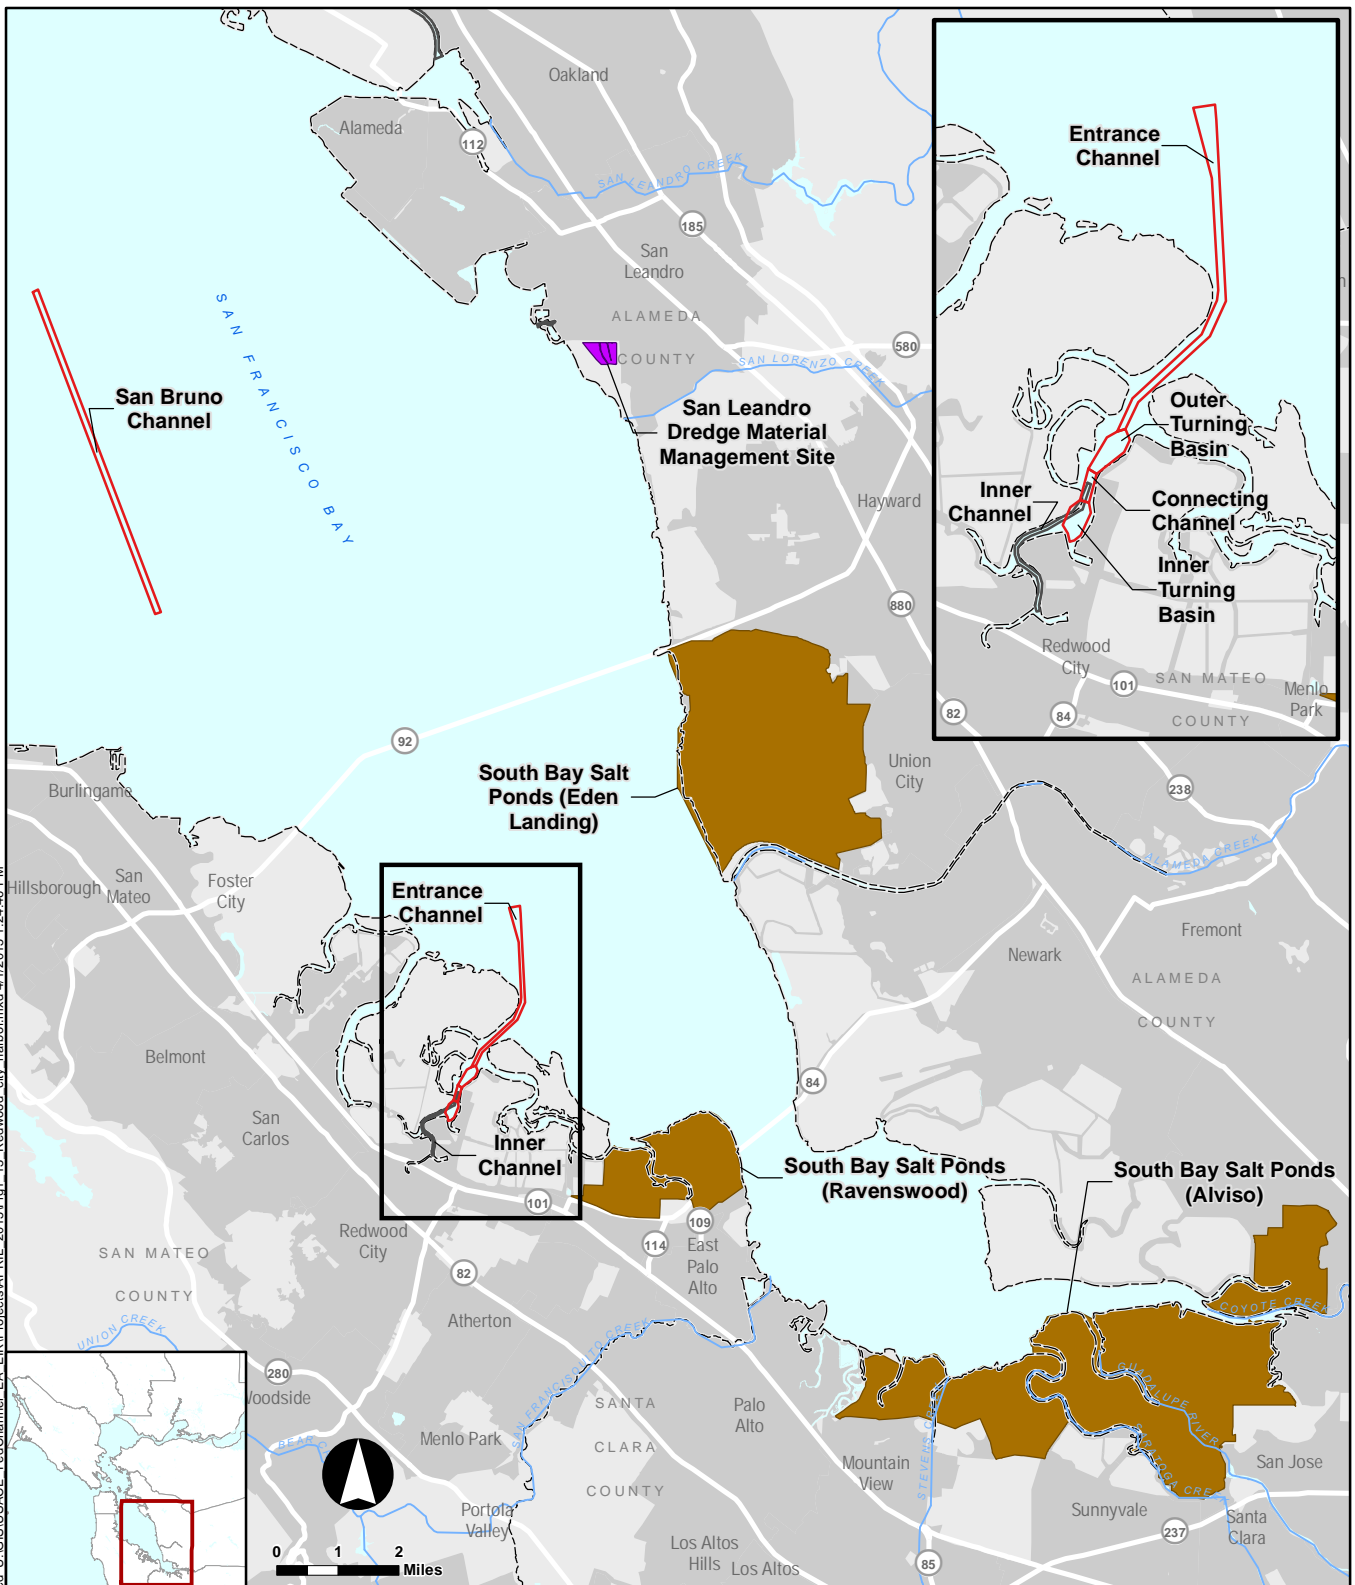 Oakland
Alameda
112
SAN LEANDRO CREEK
185
San
Leandro
ALAMEDA
COUNTY
580
SAN LORENZO CREEK
SAN FRANCISCO BAY
San Bruno
Channel
San Leandro
Dredge Material
Management Site
Hayward
880
92
Burlingame
Hillsborough
San
Mateo
Foster
City
South Bay Salt
Ponds (Eden
Landing)
Union
City
238
ALAMEDA CREEK
Fremont
Newark
ALAMEDA
COUNTY
Entrance
Channel
Belmont
San
Carlos
84
Inner
Channel
101
South Bay Salt Ponds
(Ravenswood)
South Bay Salt Ponds
(Alviso)
109
114
East
Palo
Alto
Redwood
City
82
SAN MATEO
COUNTY
Atherton
UNION CREEK
COYOTE CREEK
280
Woodside
SAN FRANCISQUITO CREEK
SANTA
CLARA
COUNTY
Palo
Alto
Menlo Park
GUADALUPE RIVER
SARATOGA CREEK
San Jose
Mountain
View
Sunnyvale
Santa
Clara
237
85
Portola
Valley
Los Altos
Hills
Los Altos
0 1 2
Miles
Entrance
Channel
Outer
Turning
Basin
Inner
Channel
Connecting
Channel
Inner
Turning
Basin
Redwood
City
101
SAN MATEO
COUNTY
Menlo
Park
82
84